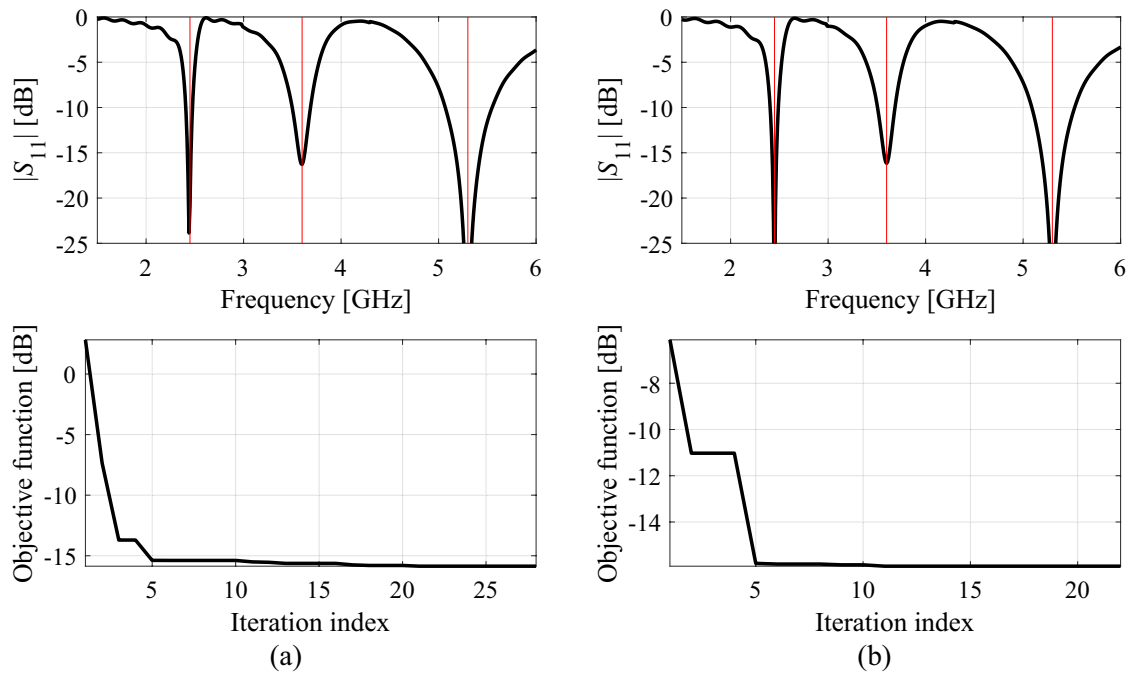 0
-5
-10
-15
-20
-25
|S11| [dB]
2 3 4 5 6
Frequency [GHz]
0
-5
-10
-15
-20
-25
|S11| [dB]
2 3 4 5 6
Frequency [GHz]
0
-5
-10
-15
Objective function [dB]
5 10 15 20 25
Iteration index
(a)
-8
-10
-11
-14
Objective function [dB]
5 10 15 20
Iteration index
(b)